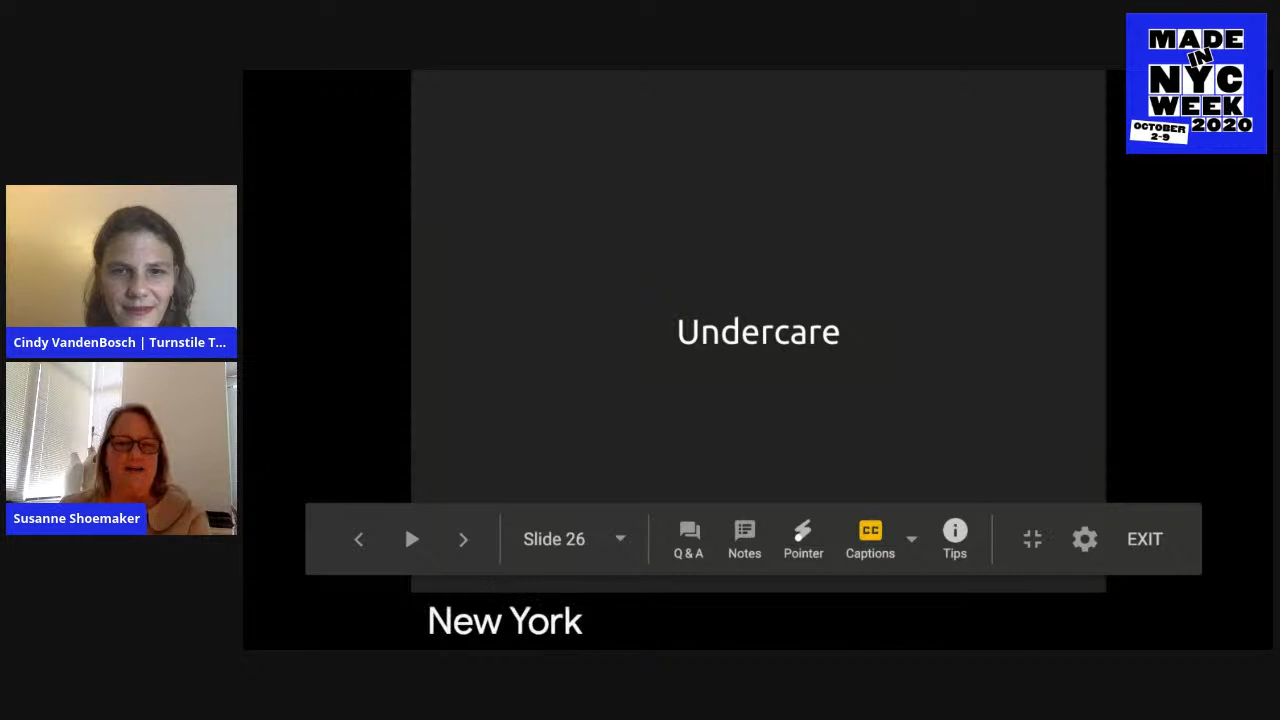 MADE
IN
NYC
WEEK
2020
OCTOBER
2-9
Undercare
Cindy VandenBosch | Turnstile T...
Susanne Shoemaker
Slide 26
Q & A
Notes
Pointer
CC
Captions
Tips
EXIT
New York